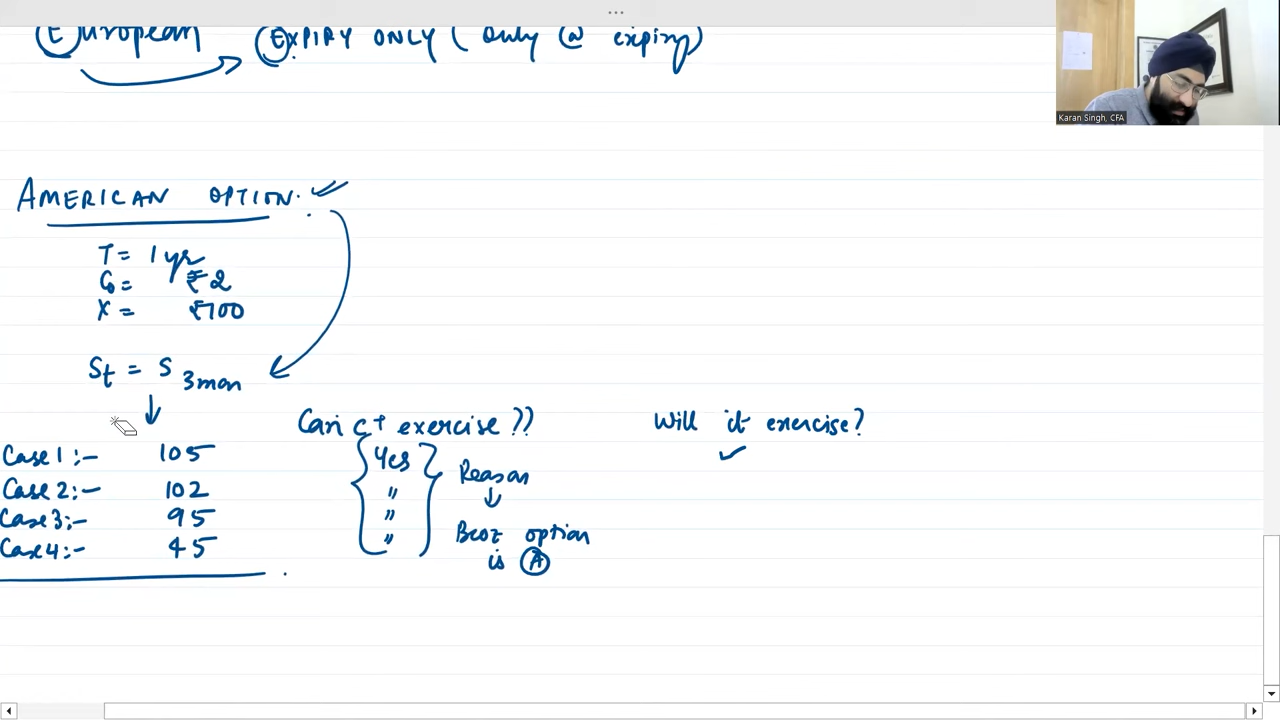 European EXPIRY ONLY ( Only @ expiry)
Karan Singh, CFA
AMERICAN OPTION.
T = 1 yr
C0 = ₹2
X = ₹100
St = S 3mon
Can c+ exercise ?? Will it exercise?
Case 1 :- 105 Yes Reason
Case 2 :- 102 "
Case 3 :- 95 " Bcoz option
Case 4 :- 45 " is A